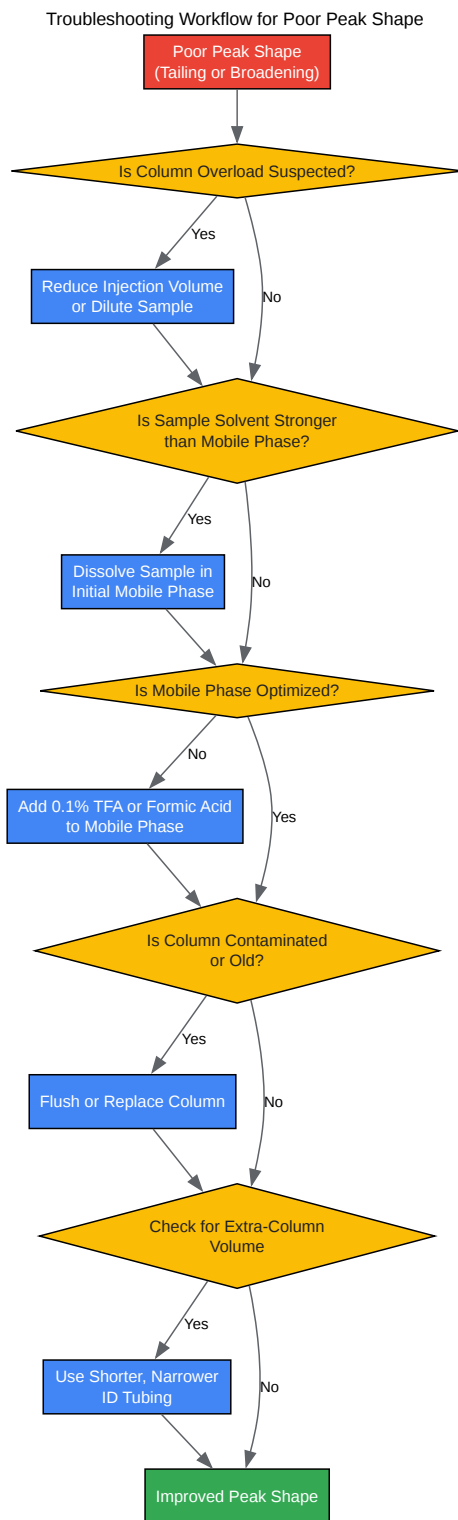 Troubleshooting Workflow for Poor Peak Shape
Poor Peak Shape
(Tailing or Broadening)
Is Column Overload Suspected?
Yes
Reduce Injection Volume
or Dilute Sample
No
Is Sample Solvent Stronger
than Mobile Phase?
Yes
Dissolve Sample in
Initial Mobile Phase
No
Is Mobile Phase Optimized?
No
Add 0.1% TFA or Formic Acid
to Mobile Phase
Yes
Is Column Contaminated
or Old?
Yes
Flush or Replace Column
No
Check for Extra-Column
Volume
Yes
Use Shorter, Narrower
ID Tubing
No
Improved Peak Shape